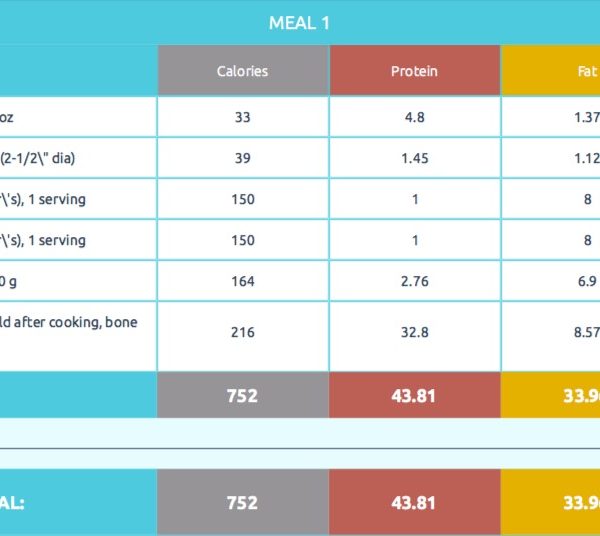 MEAL 1
Calories Protein Fat
oz 33 4.8 1.37
(2-1/2\" dia) 39 1.45 1.12
\'s), 1 serving 150 1 8
\'s), 1 serving 150 1 8
0 g 164 2.76 6.9
ld after cooking, bone 216 32.8 8.57
752 43.81 33.9
AL: 752 43.81 33.9